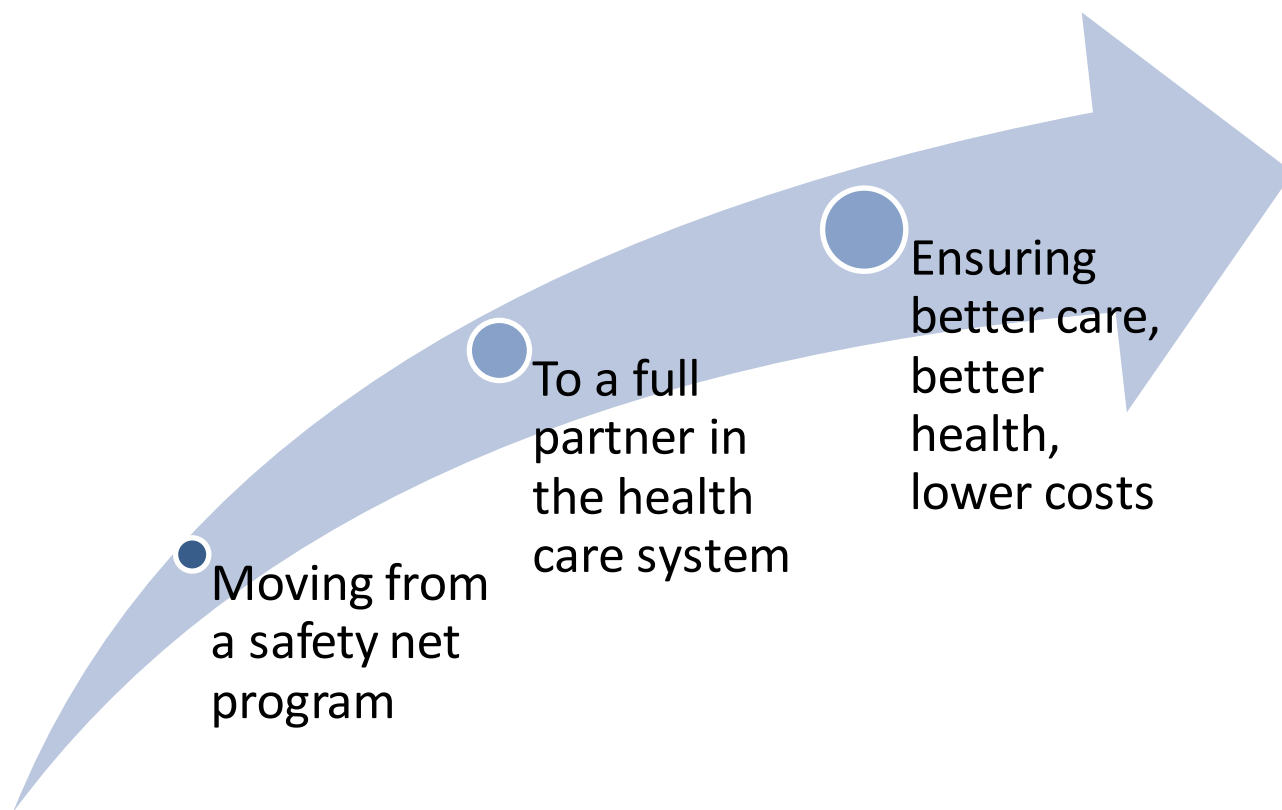 Moving from
a safety net
program
To a full
partner in
the health
care system
Ensuring
better care,
better
health,
lower costs